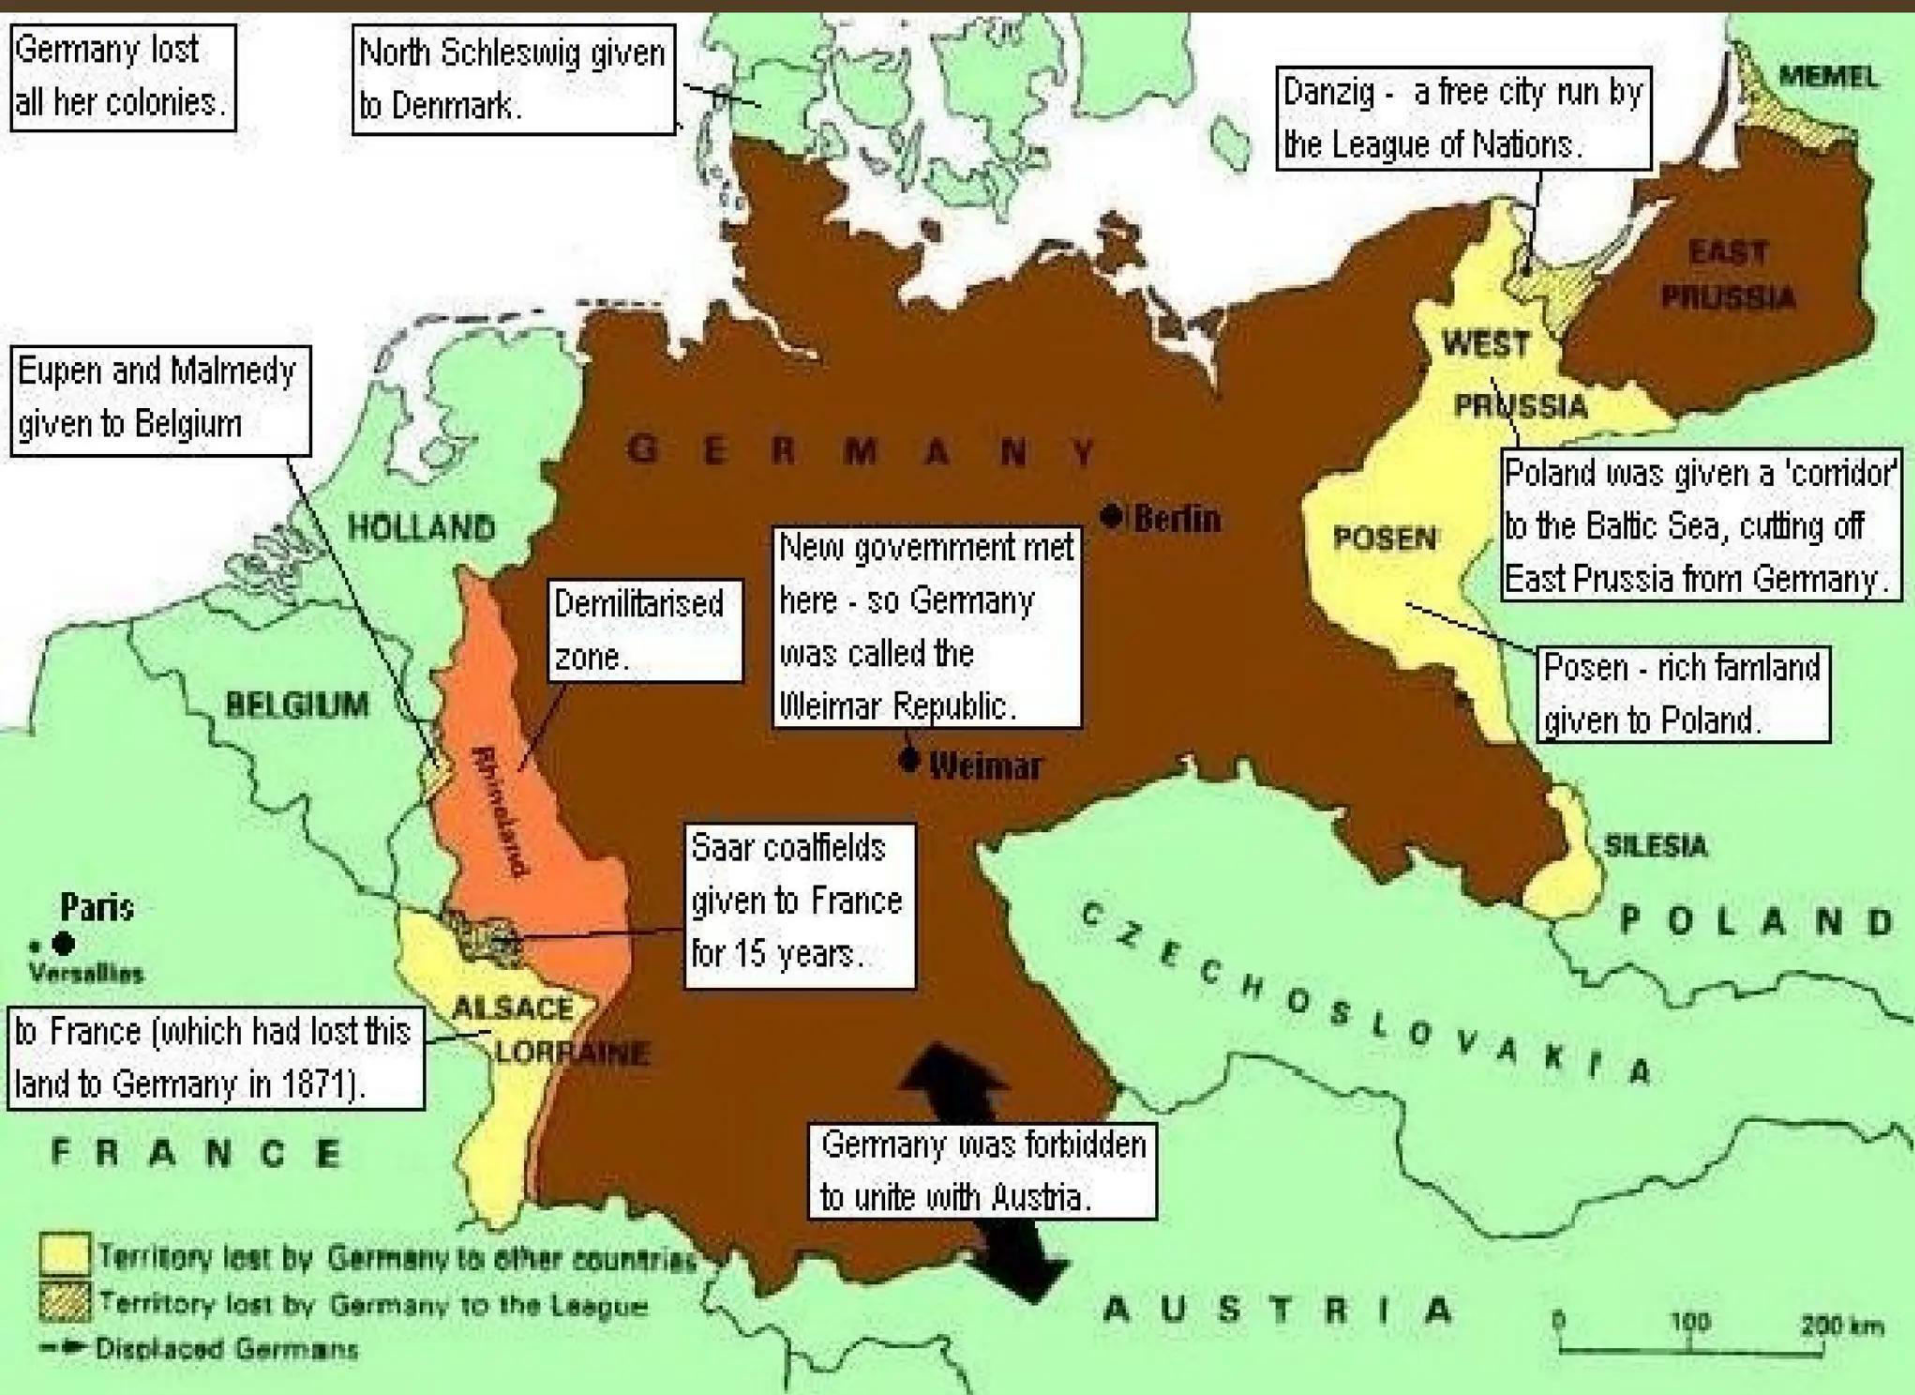 Germany lost
all her colonies.
North Schleswig given
to Denmark.
Danzig - a free city run by
the League of Nations.
MEMEL
EAST
PRUSSIA
Eupen and Malmedy
given to Belgium
WEST
PRUSSIA
GERMANY
Poland was given a 'corridor'
to the Baltic Sea, cutting off
East Prussia from Germany.
HOLLAND
Berlin
POSEN
New government met
here - so Germany
was called the
Weimar Republic.
Demilitarised
zone.
Posen - rich famland
given to Poland.
BELGIUM
Rhineland
Weimar
Saar coalfields
given to France
for 15 years.
SILESIA
POLAND
Paris
Versailles
CZECHOSLOVAKIA
ALSACE
LORRAINE
to France (which had lost this
land to Germany in 1871).
FRANCE
Germany was forbidden
to unite with Austria.
Territory lost by Germany to other countries
Territory lost by Germany to the League
Displaced Germans
AUSTRIA
0 100 200 km